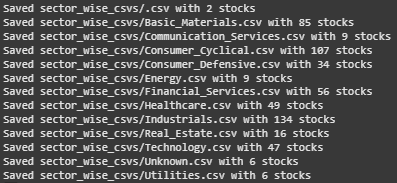 Saved sector_wise_csvs/.csv with 2 stocks
Saved sector_wise_csvs/Basic_Materials.csv with 85 stocks
Saved sector_wise_csvs/Communication_Services.csv with 9 stocks
Saved sector_wise_csvs/Consumer_Cyclical.csv with 107 stocks
Saved sector_wise_csvs/Consumer_Defensive.csv with 34 stocks
Saved sector_wise_csvs/Energy.csv with 9 stocks
Saved sector_wise_csvs/Financial_Services.csv with 56 stocks
Saved sector_wise_csvs/Healthcare.csv with 49 stocks
Saved sector_wise_csvs/Industrials.csv with 134 stocks
Saved sector_wise_csvs/Real_Estate.csv with 16 stocks
Saved sector_wise_csvs/Technology.csv with 47 stocks
Saved sector_wise_csvs/Unknown.csv with 6 stocks
Saved sector_wise_csvs/Utilities.csv with 6 stocks